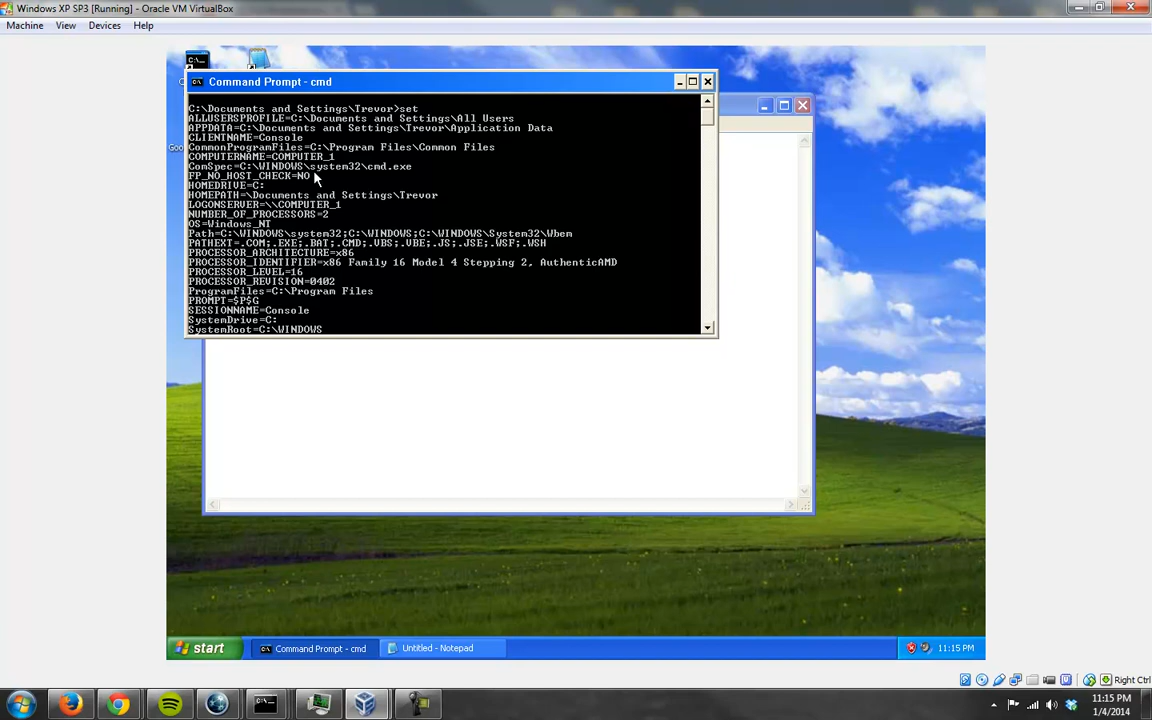 Windows XP SP3 [Running] - Oracle VM VirtualBox
Machine View Devices Help
Command Prompt - cmd
C:\Documents and Settings\Trevor>set
ALLUSERSPROFILE=C:\Documents and Settings\All Users
APPDATA=C:\Documents and Settings\Trevor\Application Data
CLIENTNAME=Console
CommonProgramFiles=C:\Program Files\Common Files
COMPUTERNAME=COMPUTER_1
ComSpec=C:\WINDOWS\system32\cmd.exe
FP_NO_HOST_CHECK=NO
HOMEDRIVE=C:
HOMEPATH=\Documents and Settings\Trevor
LOGONSERVER=\\COMPUTER_1
NUMBER_OF_PROCESSORS=2
OS=Windows_NT
Path=C:\WINDOWS\system32;C:\WINDOWS;C:\WINDOWS\System32\Wbem
PATHEXT=.COM;.EXE;.BAT;.CMD;.VBS;.VBE;.JS;.JSE;.WSF;.WSH
PROCESSOR_ARCHITECTURE=x86
PROCESSOR_IDENTIFIER=x86 Family 16 Model 4 Stepping 2, AuthenticAMD
PROCESSOR_LEVEL=16
PROCESSOR_REVISION=0402
ProgramFiles=C:\Program Files
PROMPT=$P$G
SESSIONNAME=Console
SystemDrive=C:
SystemRoot=C:\WINDOWS
start Command Prompt - cmd Untitled - Notepad 11:15 PM
Right Ctrl
11:15 PM
1/4/2014